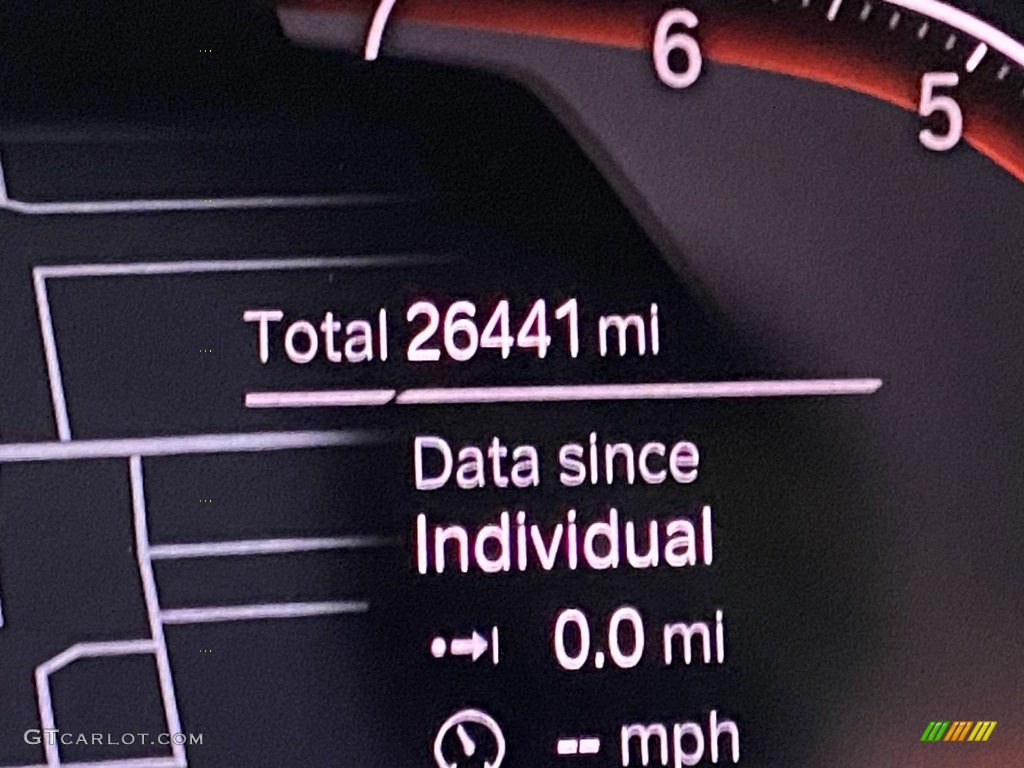 6
5
Total 26441 mi
Data since
Individual
0.0 mi
-- mph
GTCARLOT.COM